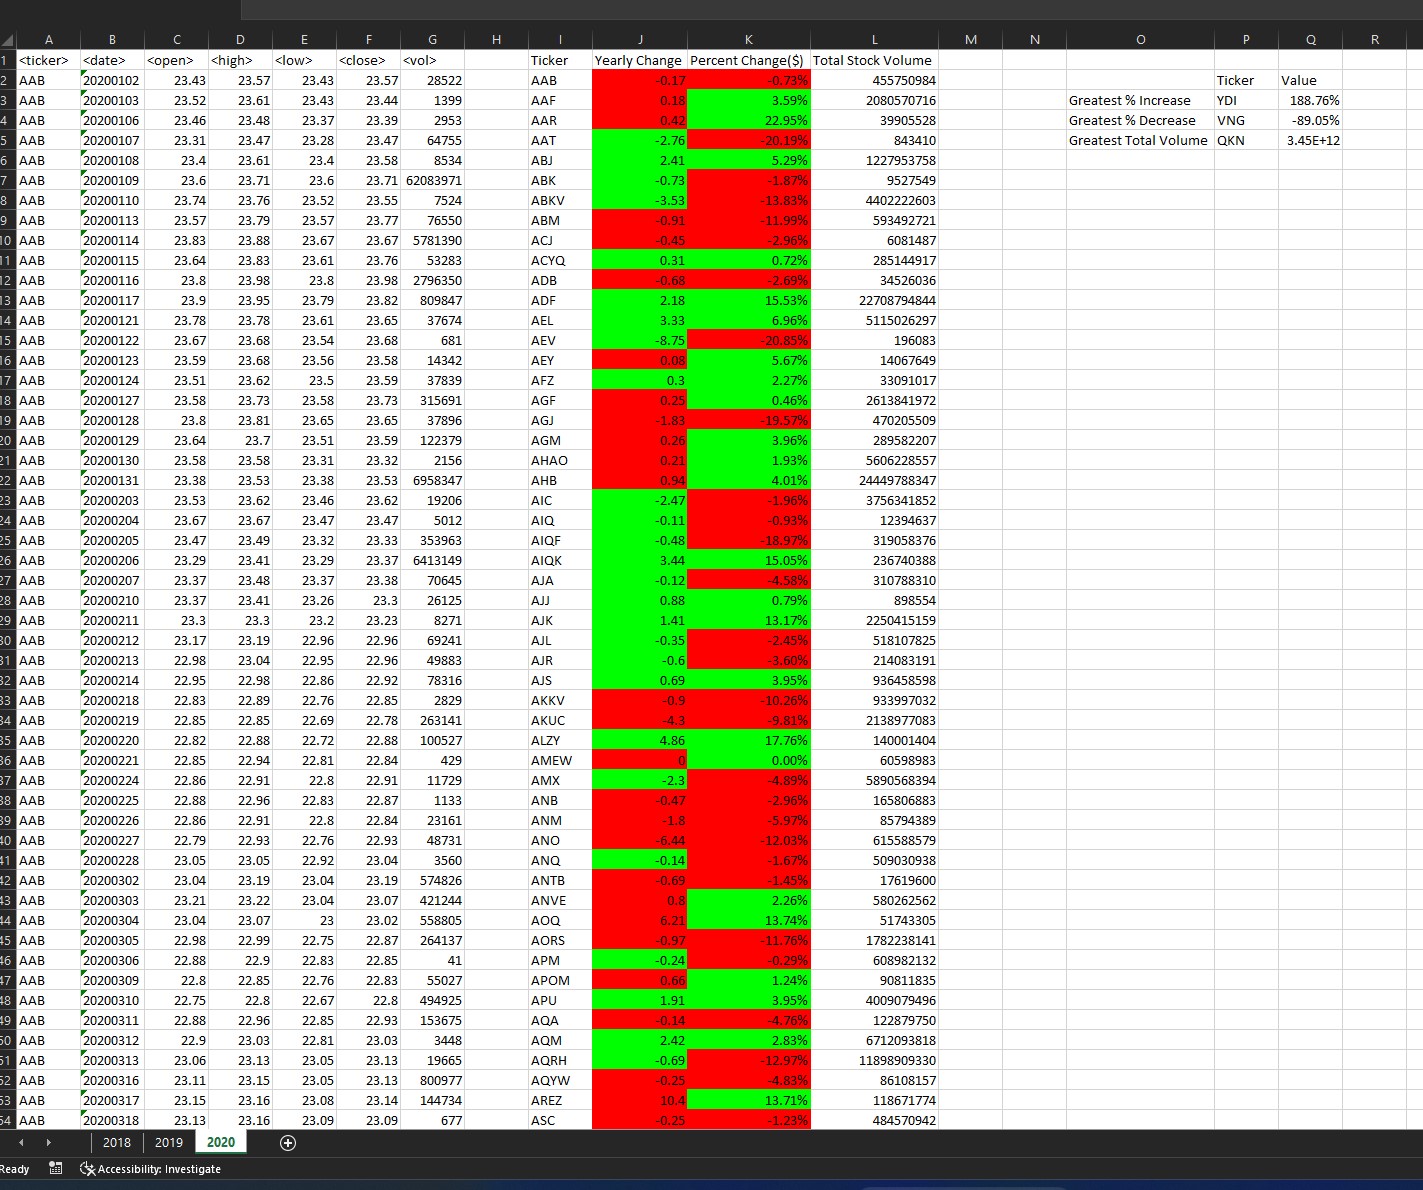 A B C D E F G H I J K L M N O P Q R
1 <ticker> <date> <open> <high> <low> <close> <vol> Ticker Yearly Change Percent Change($) Total Stock Volume
2 AAB 20200102 23.43 23.57 23.43 23.57 28522 AAB -0.17 -0.73% 455750984 Ticker Value
3 AAB 20200103 23.52 23.61 23.43 23.44 1399 AAF 0.18 3.59% 2080570716 Greatest % Increase YDI 188.76%
4 AAB 20200106 23.46 23.48 23.37 23.39 2953 AAR 0.42 22.95% 39905528 Greatest % Decrease VNG -89.05%
5 AAB 20200107 23.31 23.47 23.28 23.47 64755 AAT -2.76 -20.19% 843410 Greatest Total Volume QKN 3.45E+12
6 AAB 20200108 23.4 23.61 23.4 23.58 8534 ABJ 2.41 5.29% 1227953758
7 AAB 20200109 23.6 23.71 23.6 23.71 62083971 ABK -0.73 -1.87% 9527549
8 AAB 20200110 23.74 23.76 23.52 23.55 7524 ABKV -3.53 -13.83% 4402222603
9 AAB 20200113 23.57 23.79 23.57 23.77 76550 ABM -0.91 -11.99% 593492721
10 AAB 20200114 23.83 23.88 23.67 23.67 5781390 ACJ -0.45 -2.96% 6081487
11 AAB 20200115 23.64 23.83 23.61 23.76 53283 ACYQ 0.31 0.72% 285144917
12 AAB 20200116 23.8 23.98 23.8 23.98 2796350 ADB -0.68 -2.69% 34526036
13 AAB 20200117 23.9 23.95 23.79 23.82 809847 ADF 2.18 15.53% 22708794844
14 AAB 20200121 23.78 23.78 23.61 23.65 37674 AEL 3.33 6.96% 5115026297
15 AAB 20200122 23.67 23.68 23.54 23.68 681 AEV -8.75 -20.85% 196083
16 AAB 20200123 23.59 23.68 23.56 23.58 14342 AEY 0.08 5.67% 14067649
17 AAB 20200124 23.51 23.62 23.5 23.59 37839 AFZ 0.3 2.27% 33091017
18 AAB 20200127 23.58 23.73 23.58 23.73 315691 AGF 0.25 0.46% 2613841972
19 AAB 20200128 23.8 23.81 23.65 23.65 37896 AGJ -1.83 -19.57% 470205509
20 AAB 20200129 23.64 23.7 23.51 23.59 122379 AGM 0.26 3.96% 289582207
21 AAB 20200130 23.58 23.58 23.31 23.32 2156 AHAO 0.21 1.93% 5606228557
22 AAB 20200131 23.38 23.53 23.38 23.53 6958347 AHB 0.94 4.01% 24449788347
23 AAB 20200203 23.53 23.62 23.46 23.62 19206 AIC -2.47 -1.96% 3756341852
24 AAB 20200204 23.67 23.67 23.47 23.47 5012 AIQ -0.11 -0.93% 12394637
25 AAB 20200205 23.47 23.49 23.32 23.33 353963 AIQF -0.48 -18.97% 319058376
26 AAB 20200206 23.29 23.41 23.29 23.37 6413149 AIQK 3.44 15.05% 236740388
27 AAB 20200207 23.37 23.48 23.37 23.38 70645 AJA -0.12 -4.58% 310788310
28 AAB 20200210 23.37 23.41 23.26 23.3 26125 AJJ 0.88 0.79% 898554
29 AAB 20200211 23.3 23.3 23.2 23.23 8271 AJK 1.41 13.17% 2250415159
30 AAB 20200212 23.17 23.19 22.96 22.96 69241 AJL -0.35 -2.45% 518107825
31 AAB 20200213 22.98 23.04 22.95 22.96 49883 AJR -0.6 -3.60% 214083191
32 AAB 20200214 22.95 22.98 22.86 22.92 78316 AJS 0.69 3.95% 936458598
33 AAB 20200218 22.83 22.89 22.76 22.85 2829 AKKV -0.9 -10.26% 933997032
34 AAB 20200219 22.85 22.85 22.69 22.78 263141 AKUC -4.3 -9.81% 2138977083
35 AAB 20200220 22.82 22.88 22.72 22.88 100527 ALZY 4.86 17.76% 140001404
36 AAB 20200221 22.85 22.94 22.81 22.84 429 AMEW 0 0.00% 60598983
37 AAB 20200224 22.86 22.91 22.8 22.91 11729 AMX -2.3 -4.89% 5890568394
38 AAB 20200225 22.88 22.96 22.83 22.87 1133 ANB -0.47 -2.96% 165806883
39 AAB 20200226 22.86 22.91 22.8 22.84 23161 ANM -1.8 -5.97% 85794389
40 AAB 20200227 22.79 22.93 22.76 22.93 48731 ANO -6.44 -12.03% 615588579
41 AAB 20200228 23.05 23.05 22.92 23.04 3560 ANQ -0.14 -1.67% 509030938
42 AAB 20200302 23.04 23.19 23.04 23.19 574826 ANTB -0.69 -1.45% 17619600
43 AAB 20200303 23.21 23.22 23.04 23.07 421244 ANVE 0.8 2.26% 580262562
44 AAB 20200304 23.04 23.07 23 23.02 558805 AOQ 6.21 13.74% 51743305
45 AAB 20200305 22.98 22.99 22.75 22.87 264137 AORS -0.97 -11.76% 1782238141
46 AAB 20200306 22.88 22.9 22.83 22.85 41 APM -0.24 -0.29% 608982132
47 AAB 20200309 22.8 22.85 22.76 22.83 55027 APOM 0.66 1.24% 90811835
48 AAB 20200310 22.75 22.8 22.67 22.8 494925 APU 1.91 3.95% 4009079496
49 AAB 20200311 22.88 22.96 22.85 22.93 153675 AQA -0.14 -4.76% 122879750
50 AAB 20200312 22.9 23.03 22.81 23.03 3448 AQM 2.42 2.83% 6712093818
51 AAB 20200313 23.06 23.13 23.05 23.13 19665 AQRH -0.69 -12.97% 11898909330
52 AAB 20200316 23.11 23.15 23.05 23.13 800977 AQYW -0.25 -4.83% 86108157
53 AAB 20200317 23.15 23.16 23.08 23.14 144734 AREZ 10.4 13.71% 118671774
54 AAB 20200318 23.13 23.16 23.09 23.09 677 ASC -0.25 -1.23% 484570942
2018 2019 2020
Ready Accessibility: Investigate